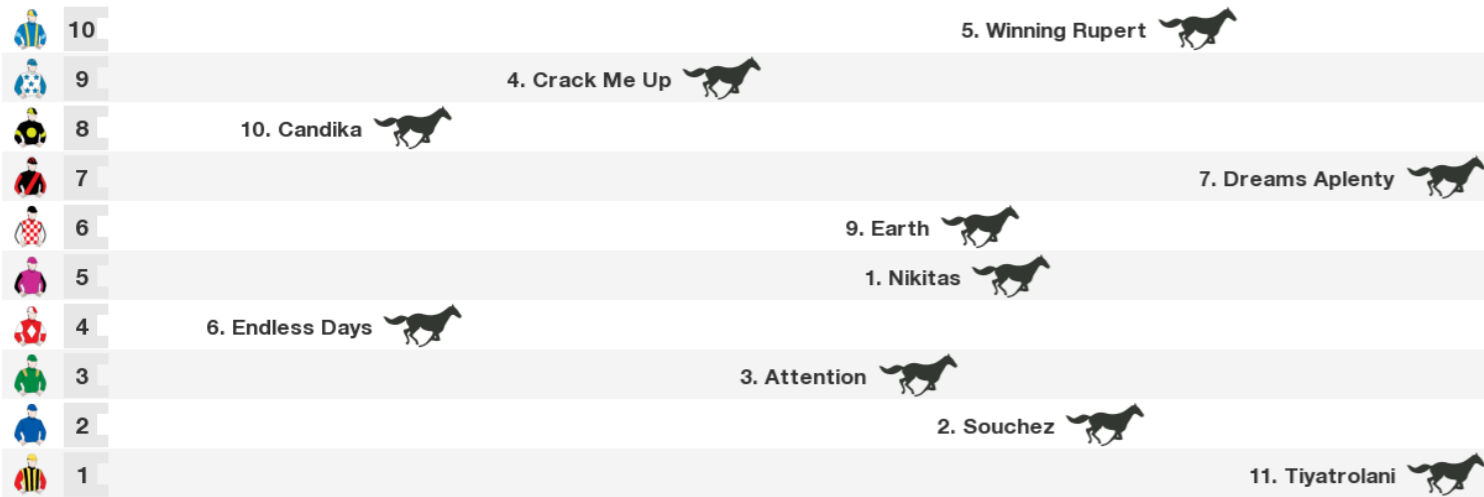 10 5. Winning Rupert
9 4. Crack Me Up
8 10. Candika
7 7. Dreams Aplenty
6 9. Earth
5 1. Nikitas
4 6. Endless Days
3 3. Attention
2 2. Souchez
1 11. Tiyatrolani